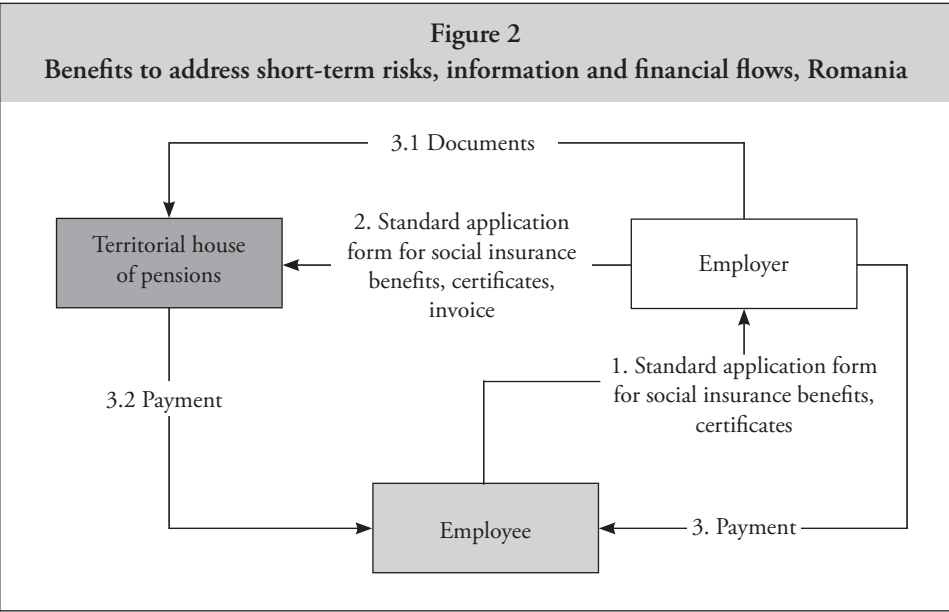 Figure 2
Benefits to address short-term risks, information and financial flows, Romania
3.1 Documents
Territorial house
of pensions
2. Standard application
form for social insurance
benefits, certificates,
invoice
Employer
1. Standard application form
for social insurance benefits,
certificates
3.2 Payment
Employee
3. Payment